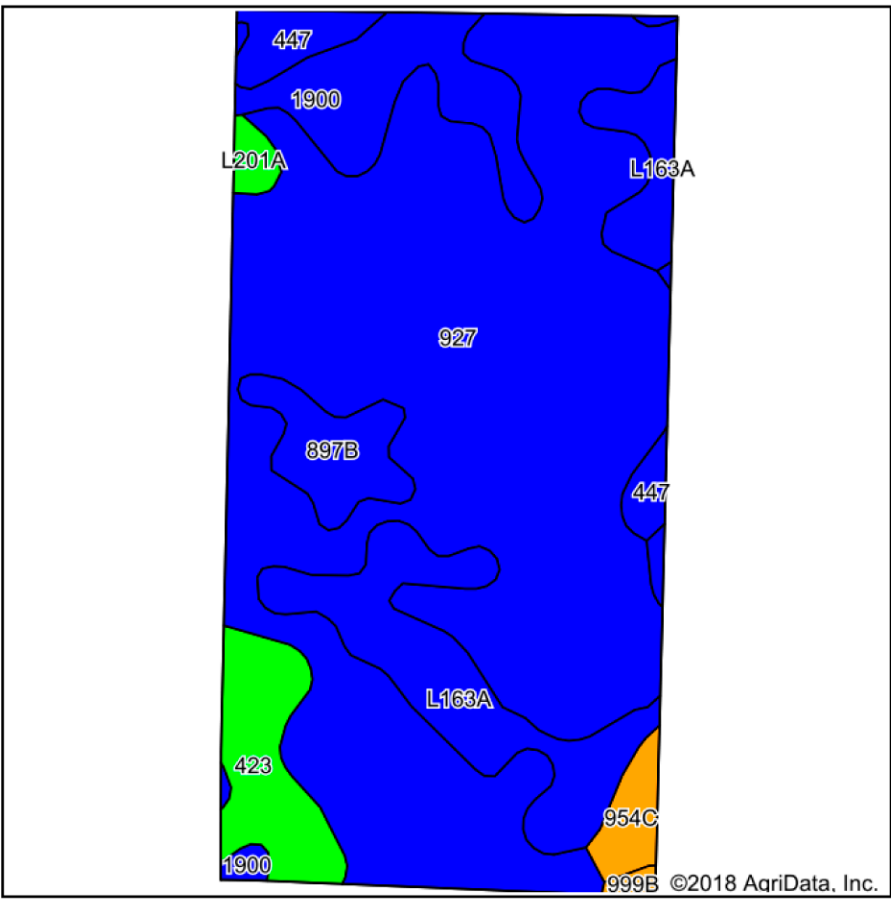 447
1900
L201A
L163A
927
897B
447
L163A
423
954C
1900
999B ©2018 AgriData, Inc.